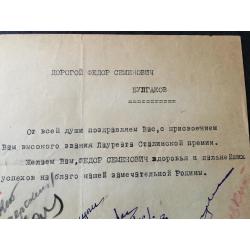 ДОРОГОЙ ФЕДОР СЕМЕНОВИЧ
БУЛГАКОВ
От всей души поздравляем Вас, с присвоением
Вам высокого звания Лауреата Сталинской премии.
Желаем Вам, ФЕДОР СЕМЕНОВИЧ здоровья и дальнейших
успехов на благо нашей замечательной Родины.